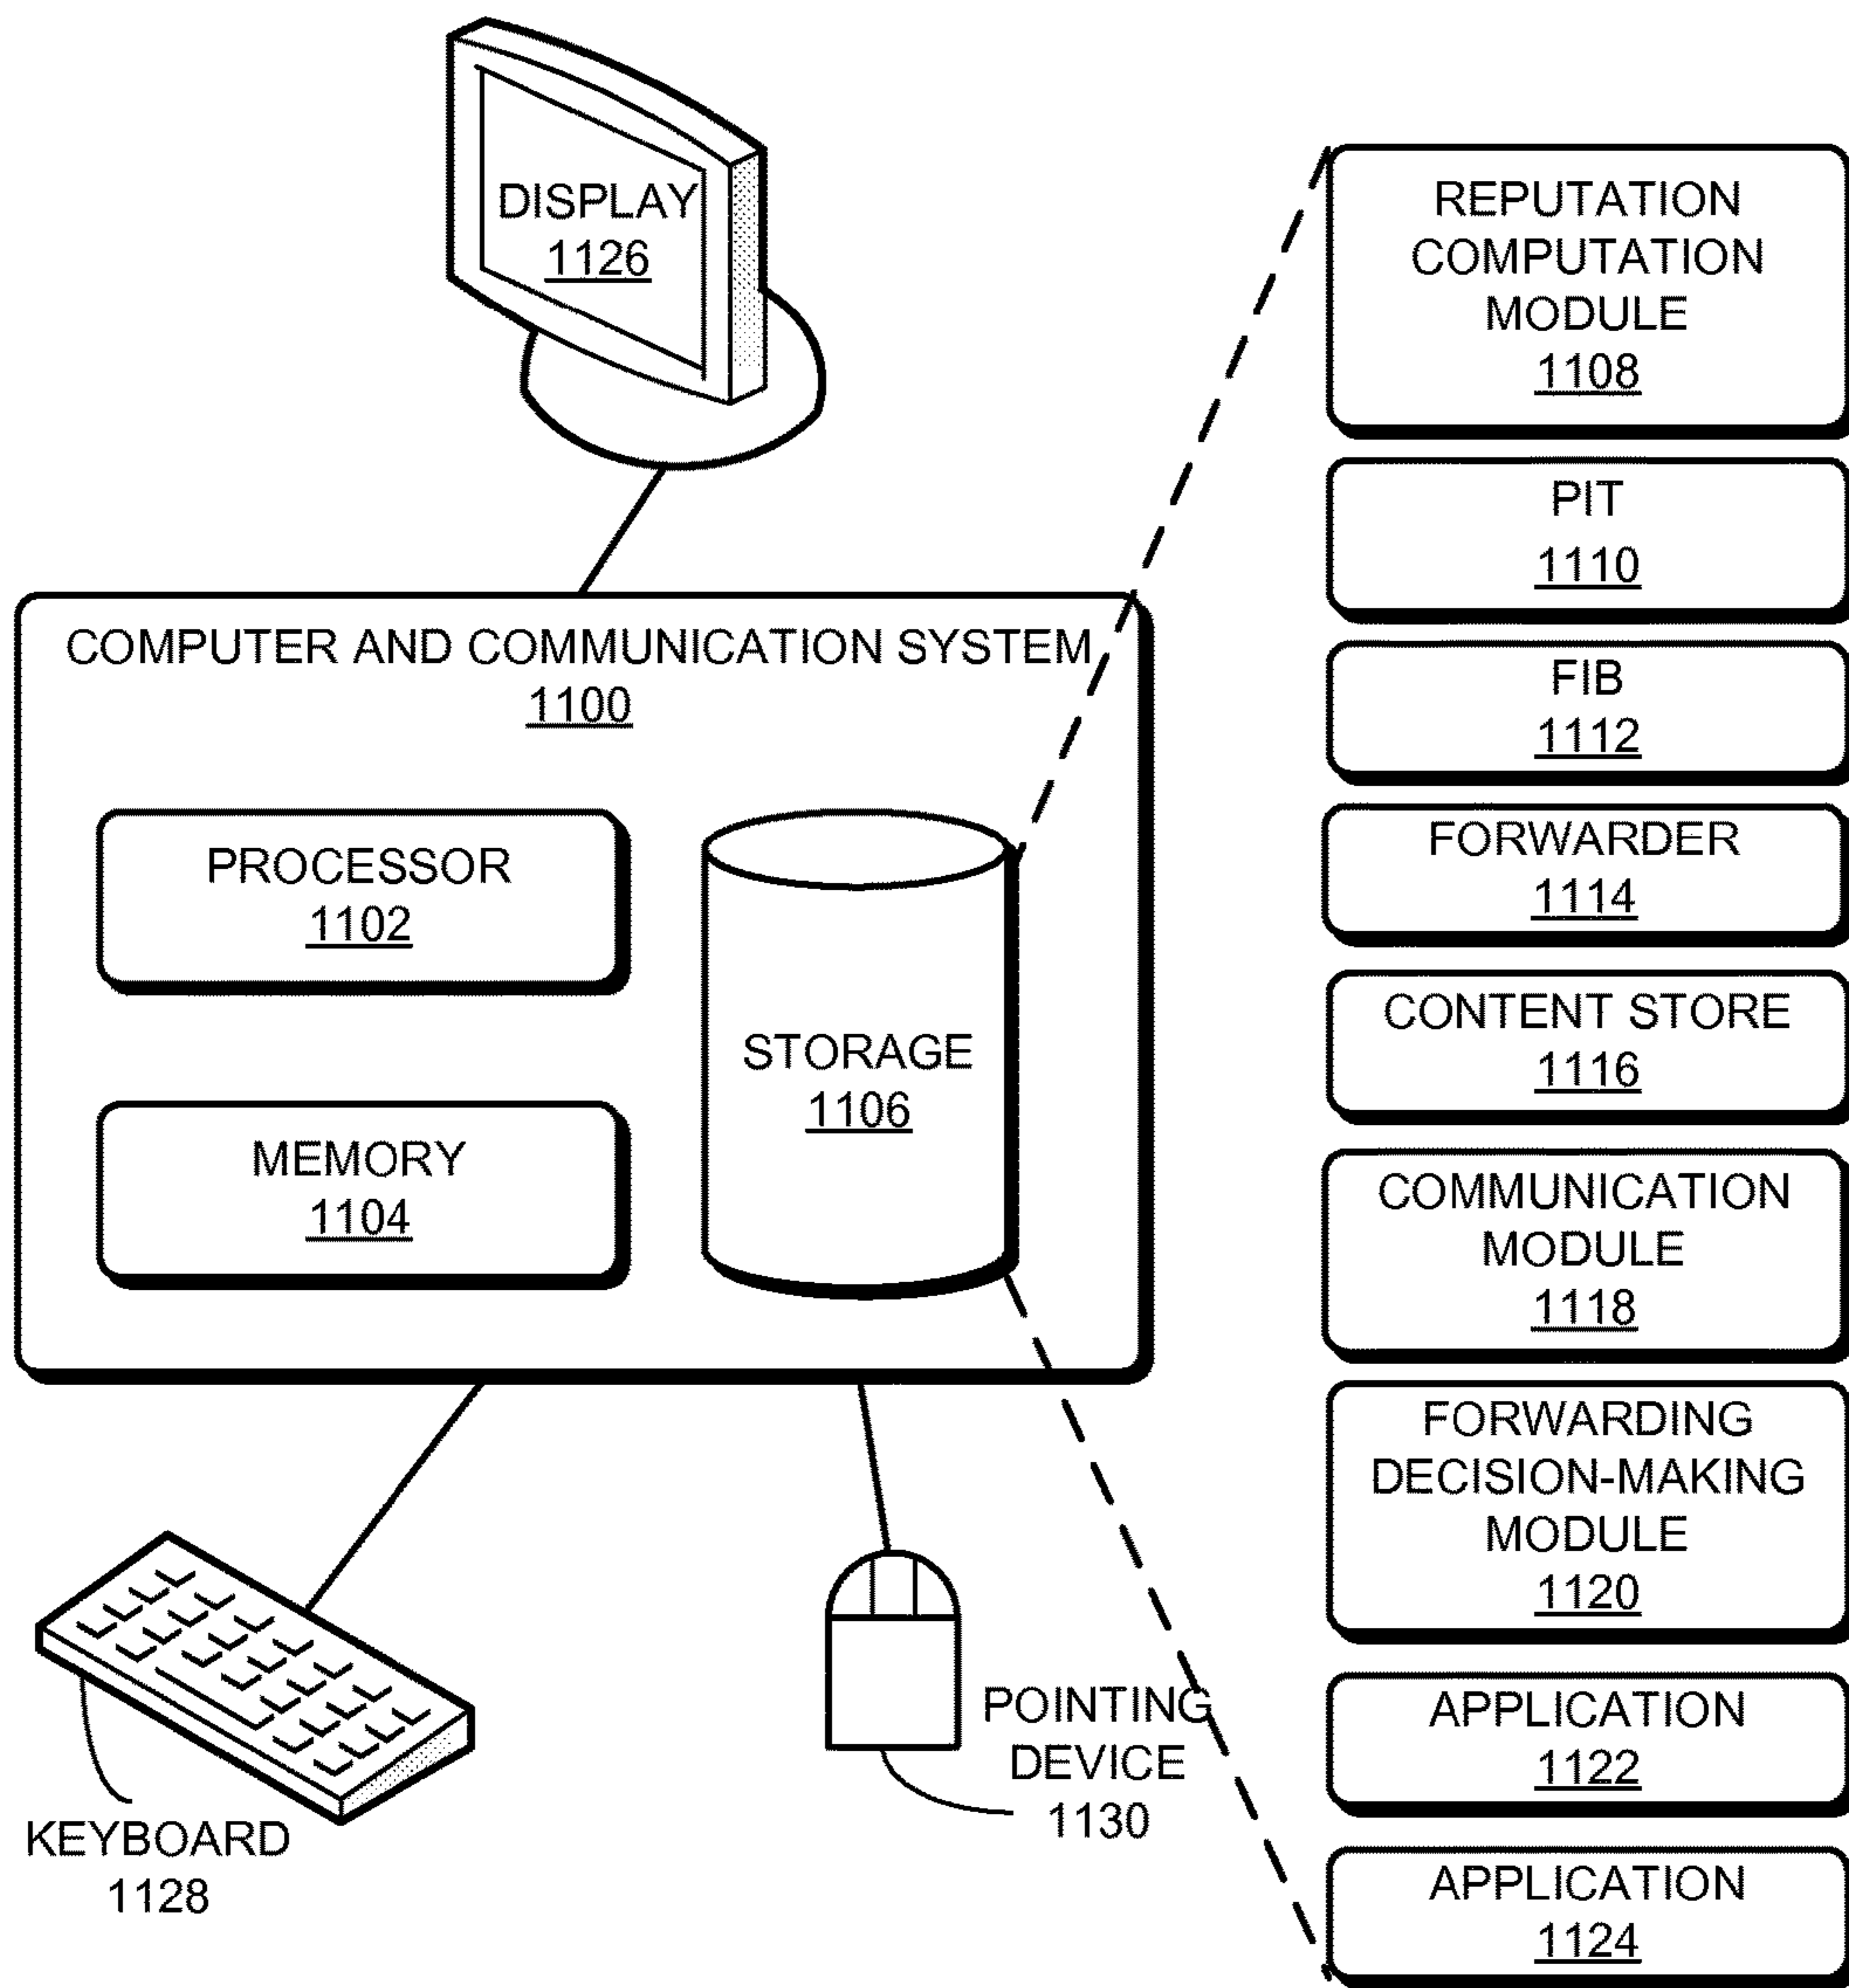 DISPLAY
1126
COMPUTER AND COMMUNICATION SYSTEM
1100
PROCESSOR
1102
MEMORY
1104
STORAGE
1106
KEYBOARD
1128
POINTING
DEVICE
1130
REPUTATION
COMPUTATION
MODULE
1108
PIT
1110
FIB
1112
FORWARDER
1114
CONTENT STORE
1116
COMMUNICATION
MODULE
1118
FORWARDING
DECISION-MAKING
MODULE
1120
APPLICATION
1122
APPLICATION
1124